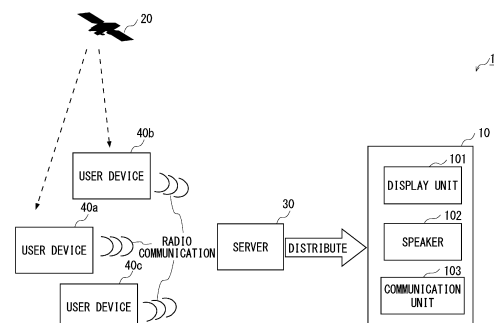 20
1
40b
USER DEVICE
10
101
DISPLAY UNIT
40a
USER DEVICE
RADIO
COMMUNICATION
30
SERVER
DISTRIBUTE
102
SPEAKER
40c
USER DEVICE
103
COMMUNICATION
UNIT